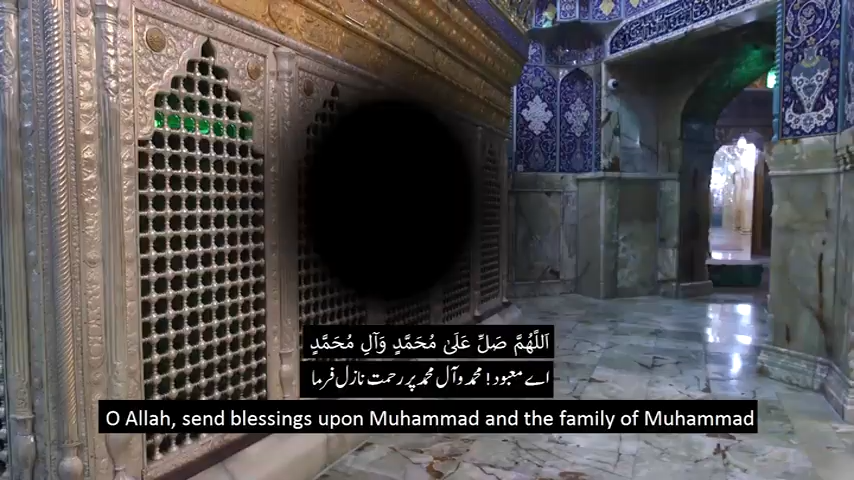 اَللَّهُمَّ صَلِّ عَلَىٰ مُحَمَّدٍ وَآلِ مُحَمَّدٍ
اے معبود! محمدؐ و آل محمدؐ پر رحمت نازل فرما
O Allah, send blessings upon Muhammad and the family of Muhammad